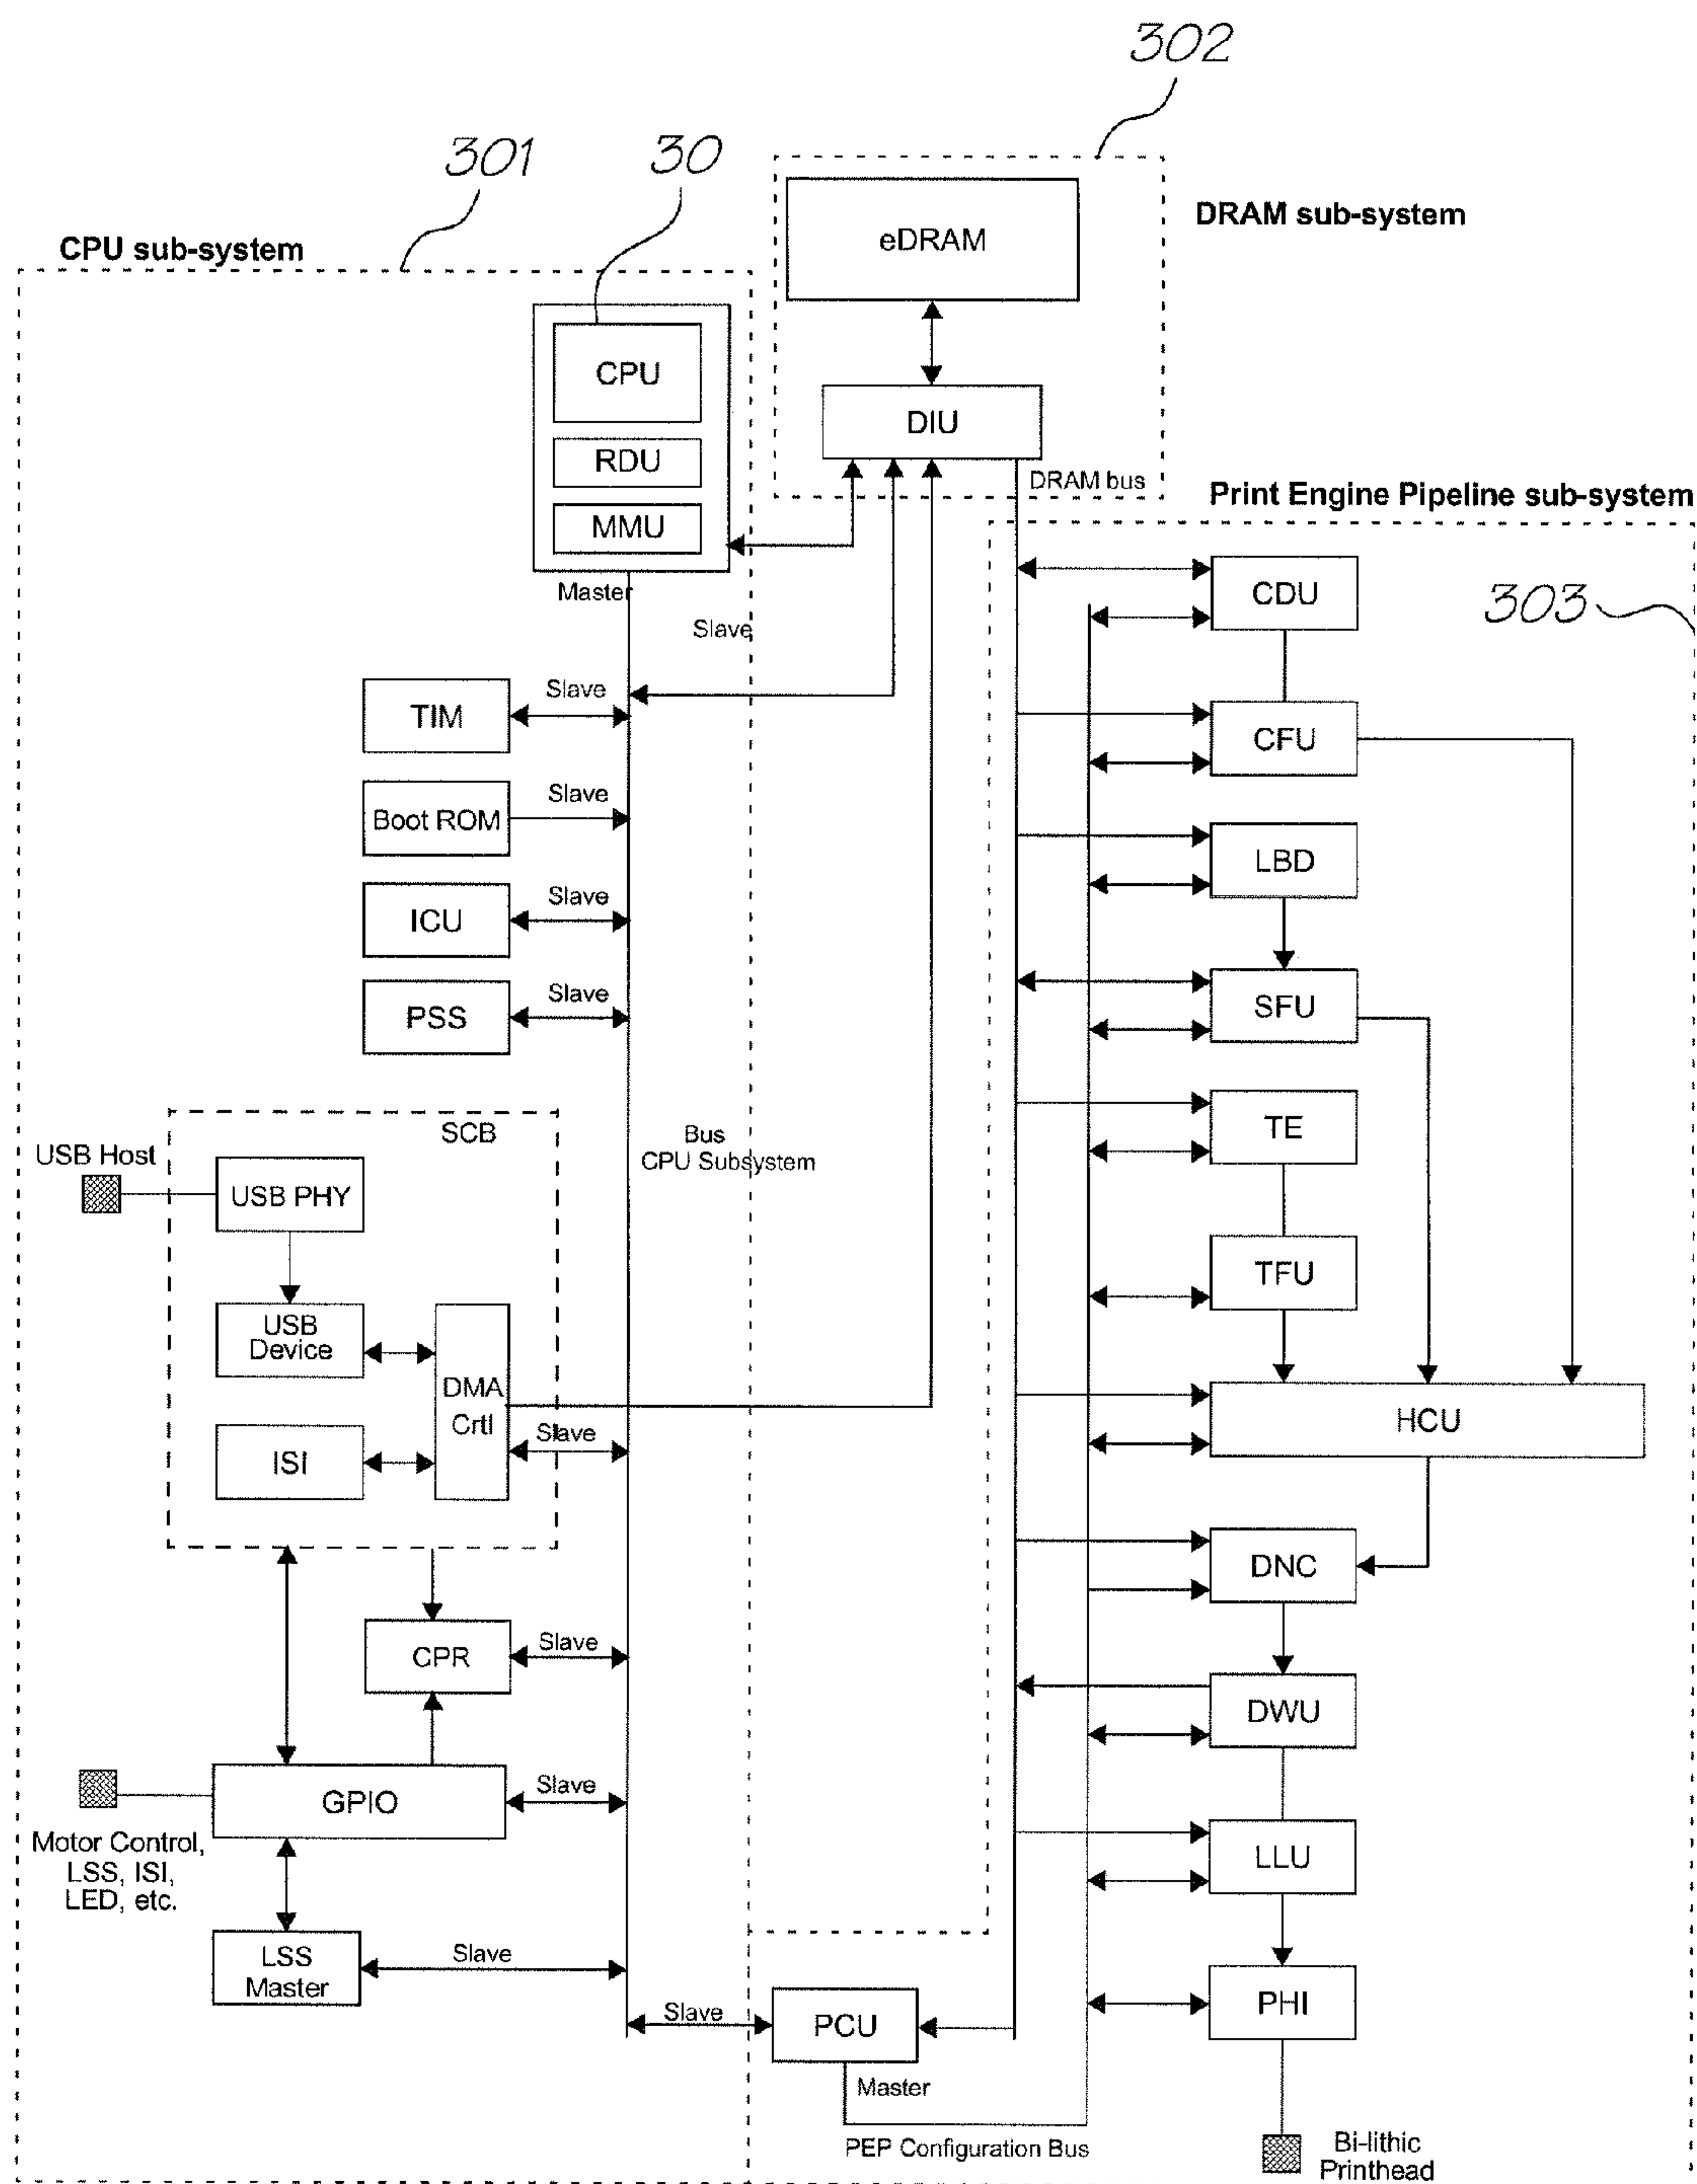 302
301
30
DRAM sub-system
CPU sub-system
eDRAM
CPU
DIU
RDU
DRAM bus
Print Engine Pipeline sub-system
MMU
Master
CDU
303
Slave
TIM
Slave
CFU
Boot ROM
Slave
LBD
ICU
Slave
PSS
Slave
SFU
SCB
TE
USB Host
Bus
CPU Subsystem
USB PHY
TFU
USB
Device
DMA
Crtl
Slave
HCU
ISI
DNC
CPR
Slave
DWU
GPIO
Slave
Motor Control,
LSS, ISI,
LED, etc.
LLU
LSS
Master
Slave
PHI
Slave
PCU
Master
PEP Configuration Bus
Bi-lithic
Printhead